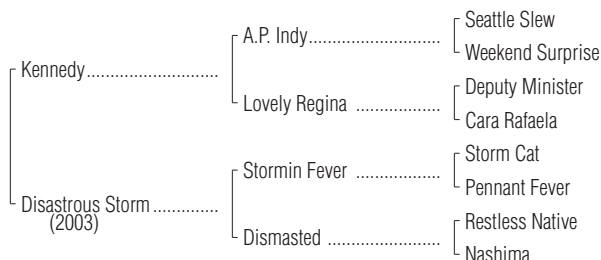 Seattle Slew
A.P. Indy
Weekend Surprise
Kennedy
Deputy Minister
Lovely Regina
Cara Rafaela
Storm Cat
Stormin Fever
Pennant Fever
Disastrous Storm
(2003)
Restless Native
Dismasted
Nashima